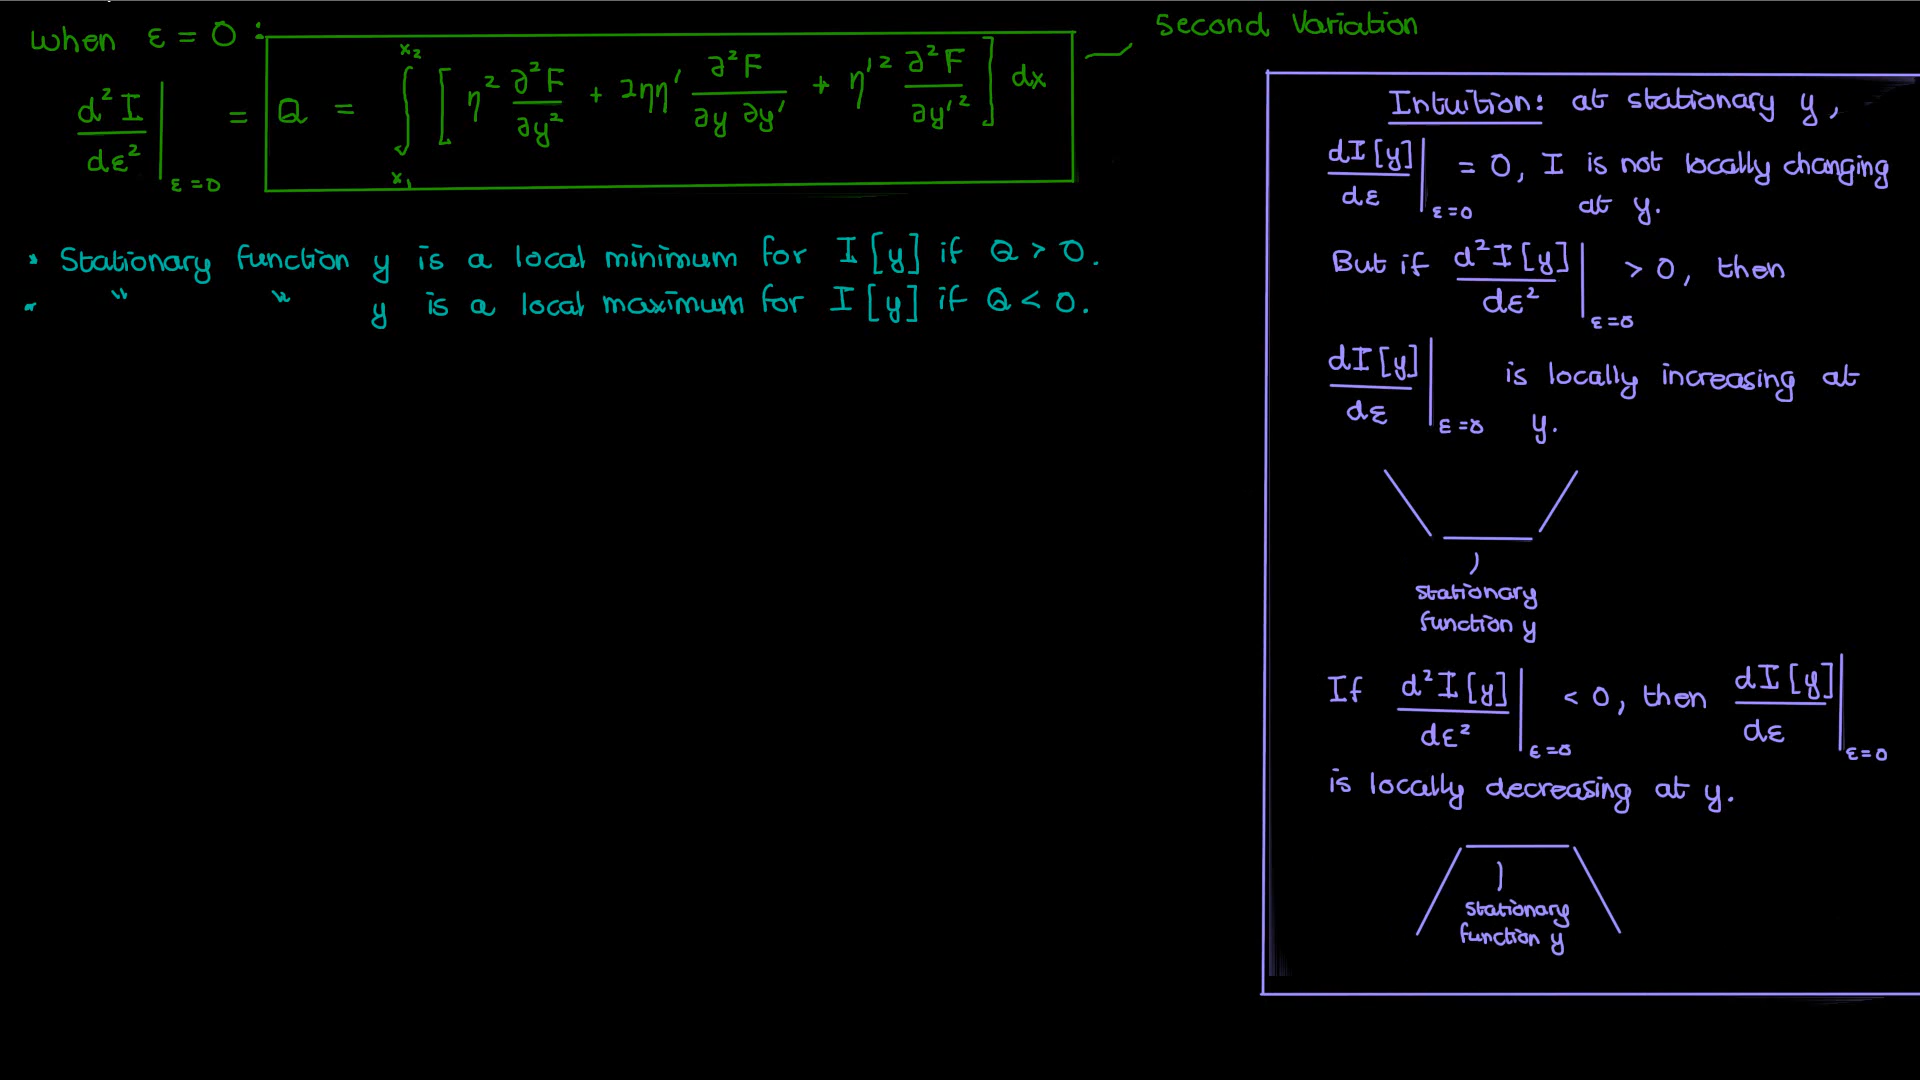 when ε = 0 :
d²I/dε² |ε=0 = Q = ∫x₁x₂ [ η² ∂²F/∂y² + 2ηη' ∂²F/∂y ∂y' + η'² ∂²F/∂y'² ] dx
Second Variation
• Stationary function y is a local minimum for I[y] if Q > 0.
• " " y is a local maximum for I[y] if Q < 0.
Intuition: at stationary y,
dI[y]/dε |ε=0 = 0, I is not locally changing
at y.
But if d²I[y]/dε² |ε=0 > 0, then
dI[y]/dε |ε=0 is locally increasing at
y.
stationary
function y
If d²I[y]/dε² |ε=0 < 0, then dI[y]/dε |ε=0
is locally decreasing at y.
stationary
function y